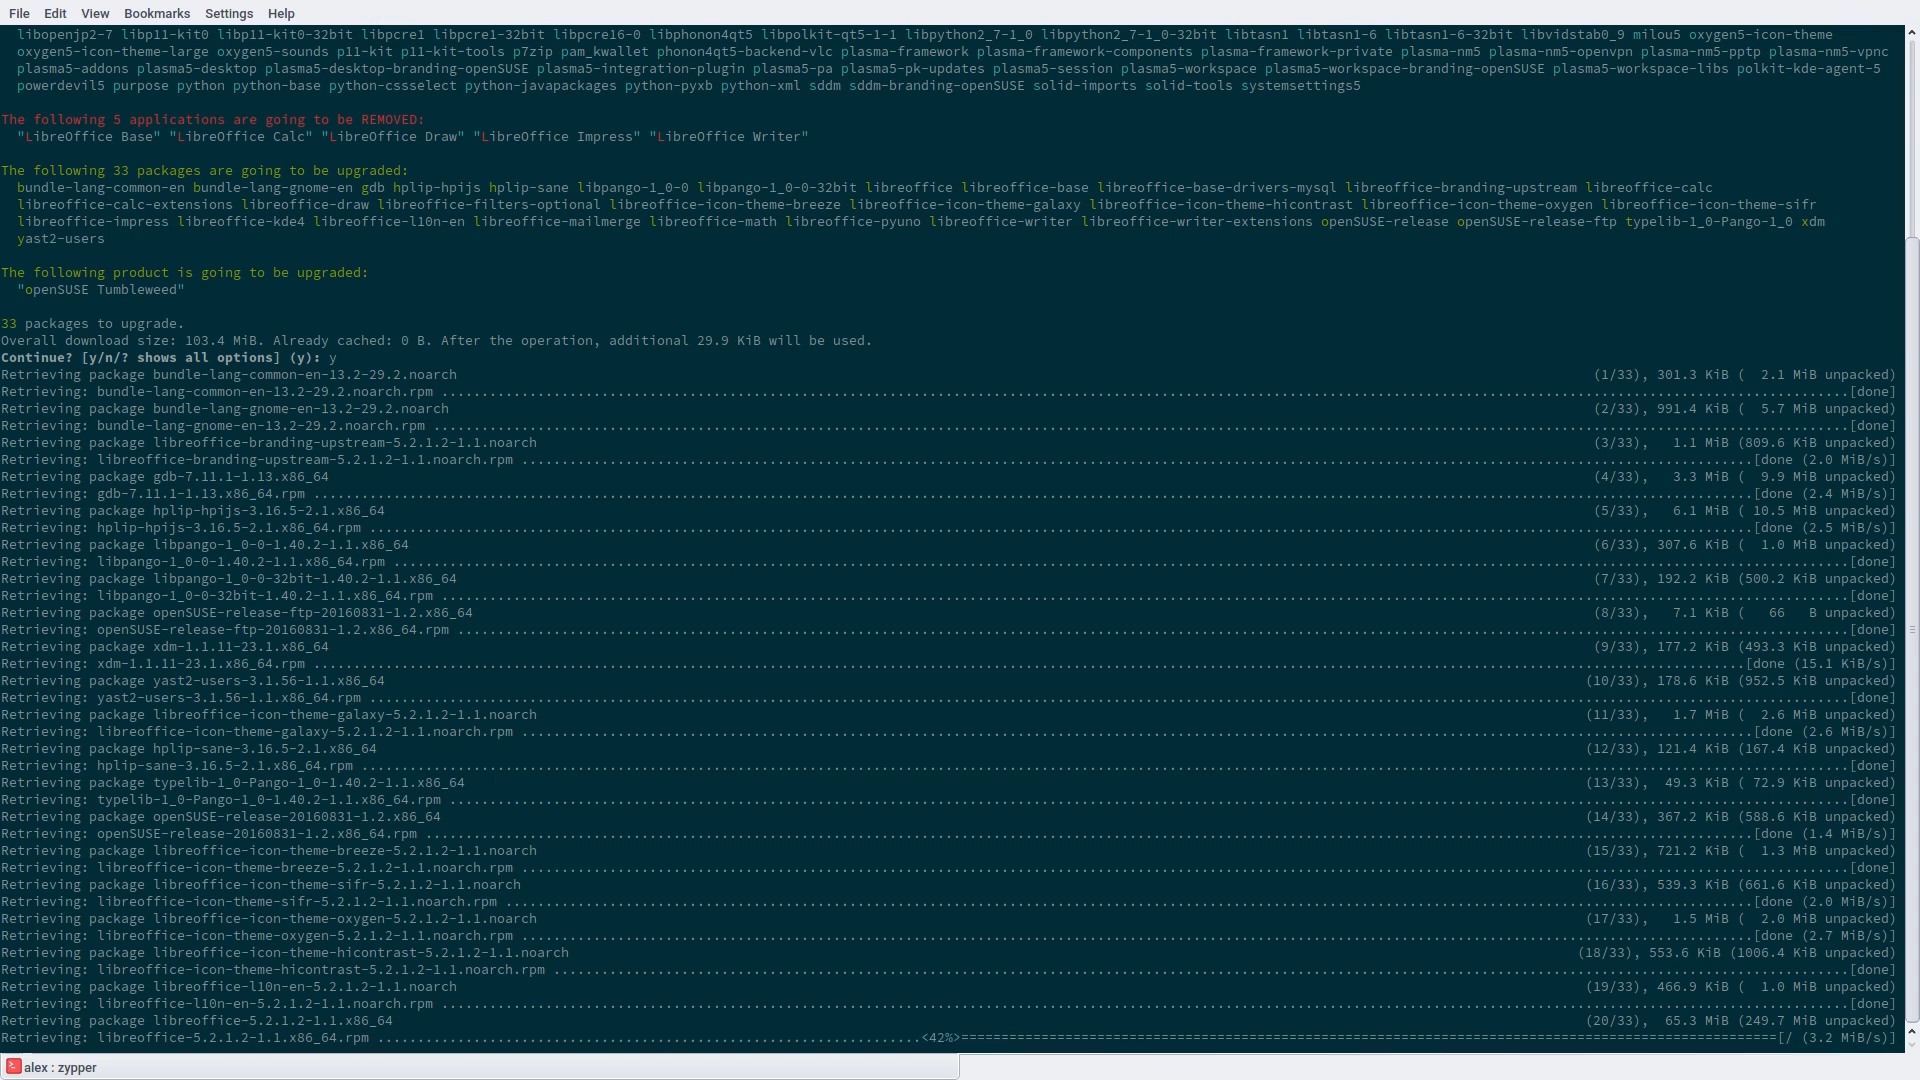 File Edit View Bookmarks Settings Help
libopenjp2-7 libp11-kit0 libp11-kit0-32bit libpcre1 libpcre1-32bit libpcre16-0 libphonon4qt5 libpolkit-qt5-1-1 libpython2_7-1_0 libpython2_7-1_0-32bit libtasn1 libtasn1-6 libtasn1-6-32bit libvidstab0_9 milou5 oxygen5-icon-theme
oxygen5-icon-theme-large oxygen5-sounds p11-kit p11-kit-tools p7zip pam_kwallet phonon4qt5-backend-vlc plasma-framework plasma-framework-components plasma-framework-private plasma-nm5 plasma-nm5-openvpn plasma-nm5-pptp plasma-nm5-vpnc
plasma5-addons plasma5-desktop plasma5-desktop-branding-openSUSE plasma5-integration-plugin plasma5-pa plasma5-pk-updates plasma5-session plasma5-workspace plasma5-workspace-branding-openSUSE plasma5-workspace-libs polkit-kde-agent-5
powerdevil5 purpose python python-base python-cssselect python-javapackages python-pyxb python-xml sddm sddm-branding-openSUSE solid-imports solid-tools systemsettings5
The following 5 applications are going to be REMOVED:
"LibreOffice Base" "LibreOffice Calc" "LibreOffice Draw" "LibreOffice Impress" "LibreOffice Writer"
The following 33 packages are going to be upgraded:
bundle-lang-common-en bundle-lang-gnome-en gdb hplip-hpijs hplip-sane libpango-1_0-0 libpango-1_0-0-32bit libreoffice libreoffice-base libreoffice-base-drivers-mysql libreoffice-branding-upstream libreoffice-calc
libreoffice-calc-extensions libreoffice-draw libreoffice-filters-optional libreoffice-icon-theme-breeze libreoffice-icon-theme-galaxy libreoffice-icon-theme-hicontrast libreoffice-icon-theme-oxygen libreoffice-icon-theme-sifr
libreoffice-impress libreoffice-kde4 libreoffice-l10n-en libreoffice-mailmerge libreoffice-math libreoffice-pyuno libreoffice-writer libreoffice-writer-extensions openSUSE-release openSUSE-release-ftp typelib-1_0-Pango-1_0 xdm
yast2-users
The following product is going to be upgraded:
"openSUSE Tumbleweed"
33 packages to upgrade.
Overall download size: 103.4 MiB. Already cached: 0 B. After the operation, additional 29.9 KiB will be used.
Continue? [y/n/? shows all options] (y): y
Retrieving package bundle-lang-common-en-13.2-29.2.noarch (1/33), 301.3 KiB ( 2.1 MiB unpacked)
Retrieving: bundle-lang-common-en-13.2-29.2.noarch.rpm ....[done]
Retrieving package bundle-lang-gnome-en-13.2-29.2.noarch (2/33), 991.4 KiB ( 5.7 MiB unpacked)
Retrieving: bundle-lang-gnome-en-13.2-29.2.noarch.rpm ....[done]
Retrieving package libreoffice-branding-upstream-5.2.1.2-1.1.noarch (3/33), 1.1 MiB (809.6 KiB unpacked)
Retrieving: libreoffice-branding-upstream-5.2.1.2-1.1.noarch.rpm ....[done (2.0 MiB/s)]
Retrieving package gdb-7.11.1-1.13.x86_64 (4/33), 3.3 MiB ( 9.9 MiB unpacked)
Retrieving: gdb-7.11.1-1.13.x86_64.rpm ....[done (2.4 MiB/s)]
Retrieving package hplip-hpijs-3.16.5-2.1.x86_64 (5/33), 6.1 MiB ( 10.5 MiB unpacked)
Retrieving: hplip-hpijs-3.16.5-2.1.x86_64.rpm ....[done (2.5 MiB/s)]
Retrieving package libpango-1_0-0-1.40.2-1.1.x86_64 (6/33), 307.6 KiB ( 1.0 MiB unpacked)
Retrieving: libpango-1_0-0-1.40.2-1.1.x86_64.rpm ....[done]
Retrieving package libpango-1_0-0-32bit-1.40.2-1.1.x86_64 (7/33), 192.2 KiB (500.2 KiB unpacked)
Retrieving: libpango-1_0-0-32bit-1.40.2-1.1.x86_64.rpm ....[done]
Retrieving package openSUSE-release-ftp-20160831-1.2.x86_64 (8/33), 7.1 KiB ( 66 B unpacked)
Retrieving: openSUSE-release-ftp-20160831-1.2.x86_64.rpm ....[done]
Retrieving package xdm-1.1.11-23.1.x86_64 (9/33), 177.2 KiB (493.3 KiB unpacked)
Retrieving: xdm-1.1.11-23.1.x86_64.rpm ....[done (15.1 KiB/s)]
Retrieving package yast2-users-3.1.56-1.1.x86_64 (10/33), 178.6 KiB (952.5 KiB unpacked)
Retrieving: yast2-users-3.1.56-1.1.x86_64.rpm ....[done]
Retrieving package libreoffice-icon-theme-galaxy-5.2.1.2-1.1.noarch (11/33), 1.7 MiB ( 2.6 MiB unpacked)
Retrieving: libreoffice-icon-theme-galaxy-5.2.1.2-1.1.noarch.rpm ....[done (2.6 MiB/s)]
Retrieving package hplip-sane-3.16.5-2.1.x86_64 (12/33), 121.4 KiB (167.4 KiB unpacked)
Retrieving: hplip-sane-3.16.5-2.1.x86_64.rpm ....[done]
Retrieving package typelib-1_0-Pango-1_0-1.40.2-1.1.x86_64 (13/33), 49.3 KiB ( 72.9 KiB unpacked)
Retrieving: typelib-1_0-Pango-1_0-1.40.2-1.1.x86_64.rpm ....[done]
Retrieving package openSUSE-release-20160831-1.2.x86_64 (14/33), 367.2 KiB (588.6 KiB unpacked)
Retrieving: openSUSE-release-20160831-1.2.x86_64.rpm ....[done (1.4 MiB/s)]
Retrieving package libreoffice-icon-theme-breeze-5.2.1.2-1.1.noarch (15/33), 721.2 KiB ( 1.3 MiB unpacked)
Retrieving: libreoffice-icon-theme-breeze-5.2.1.2-1.1.noarch.rpm ....[done]
Retrieving package libreoffice-icon-theme-sifr-5.2.1.2-1.1.noarch (16/33), 539.3 KiB (661.6 KiB unpacked)
Retrieving: libreoffice-icon-theme-sifr-5.2.1.2-1.1.noarch.rpm ....[done (2.0 MiB/s)]
Retrieving package libreoffice-icon-theme-oxygen-5.2.1.2-1.1.noarch (17/33), 1.5 MiB ( 2.0 MiB unpacked)
Retrieving: libreoffice-icon-theme-oxygen-5.2.1.2-1.1.noarch.rpm ....[done (2.7 MiB/s)]
Retrieving package libreoffice-icon-theme-hicontrast-5.2.1.2-1.1.noarch (18/33), 553.6 KiB (1006.4 KiB unpacked)
Retrieving: libreoffice-icon-theme-hicontrast-5.2.1.2-1.1.noarch.rpm ....[done]
Retrieving package libreoffice-l10n-en-5.2.1.2-1.1.noarch (19/33), 466.9 KiB ( 1.0 MiB unpacked)
Retrieving: libreoffice-l10n-en-5.2.1.2-1.1.noarch.rpm ....[done]
Retrieving package libreoffice-5.2.1.2-1.1.x86_64 (20/33), 65.3 MiB (249.7 MiB unpacked)
Retrieving: libreoffice-5.2.1.2-1.1.x86_64.rpm ....<42%>====[/ (3.2 MiB/s)]
alex : zypper